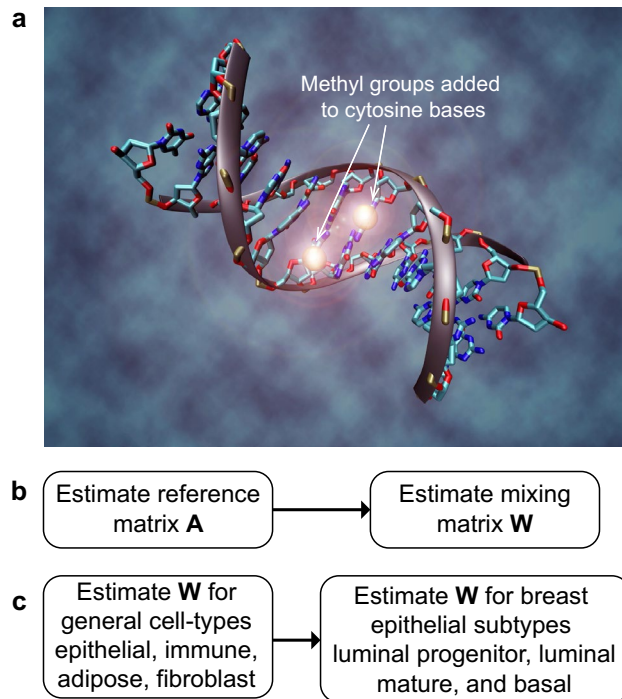 a
Methyl groups added
to cytosine bases
b
Estimate reference
matrix A
Estimate mixing
matrix W
c
Estimate W for
general cell-types
epithelial, immune,
adipose, fibroblast
Estimate W for breast
epithelial subtypes
luminal progenitor, luminal
mature, and basal